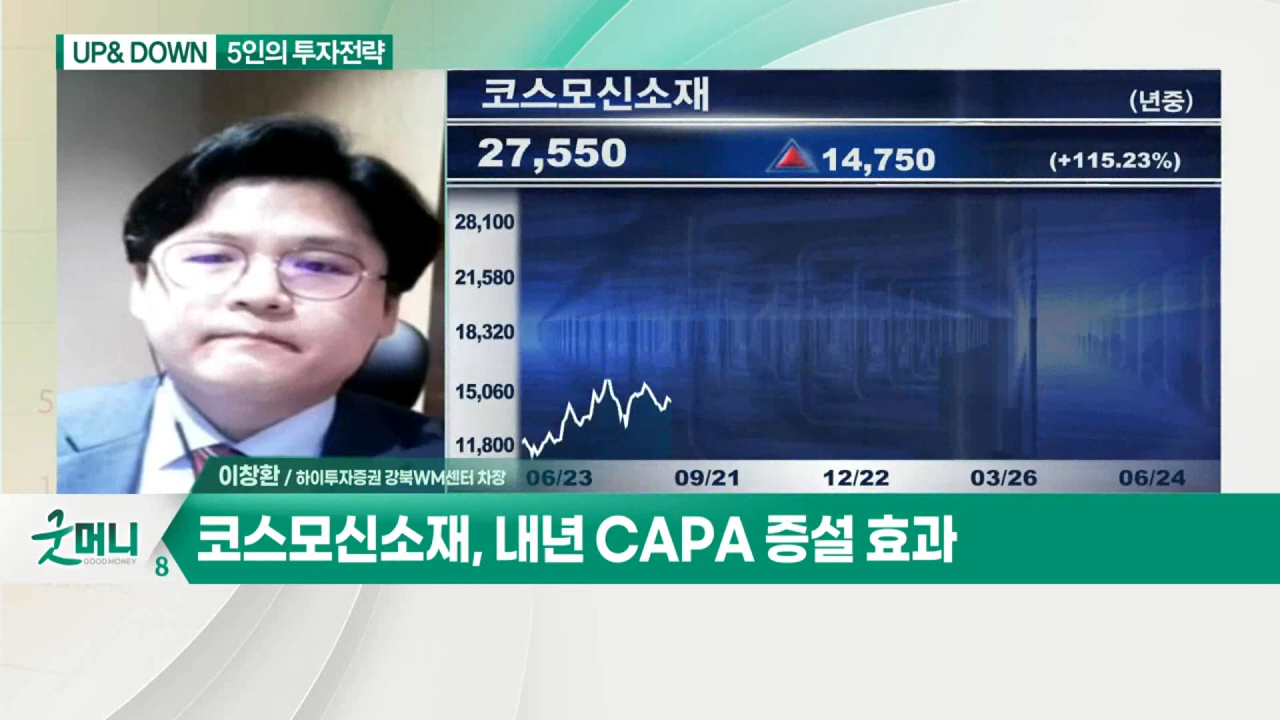 UP& DOWN 5인의 투자전략
코스모신소재 (년중)
27,550 ▲ 14,750 (+115.23%)
28,100
21,580
18,320
15,060
11,800
06/23 09/21 12/22 03/26 06/24
이창환 / 하이투자증권 강북WM센터 차장
굿머니
GOOD MONEY
8
코스모신소재, 내년 CAPA 증설 효과
5
1